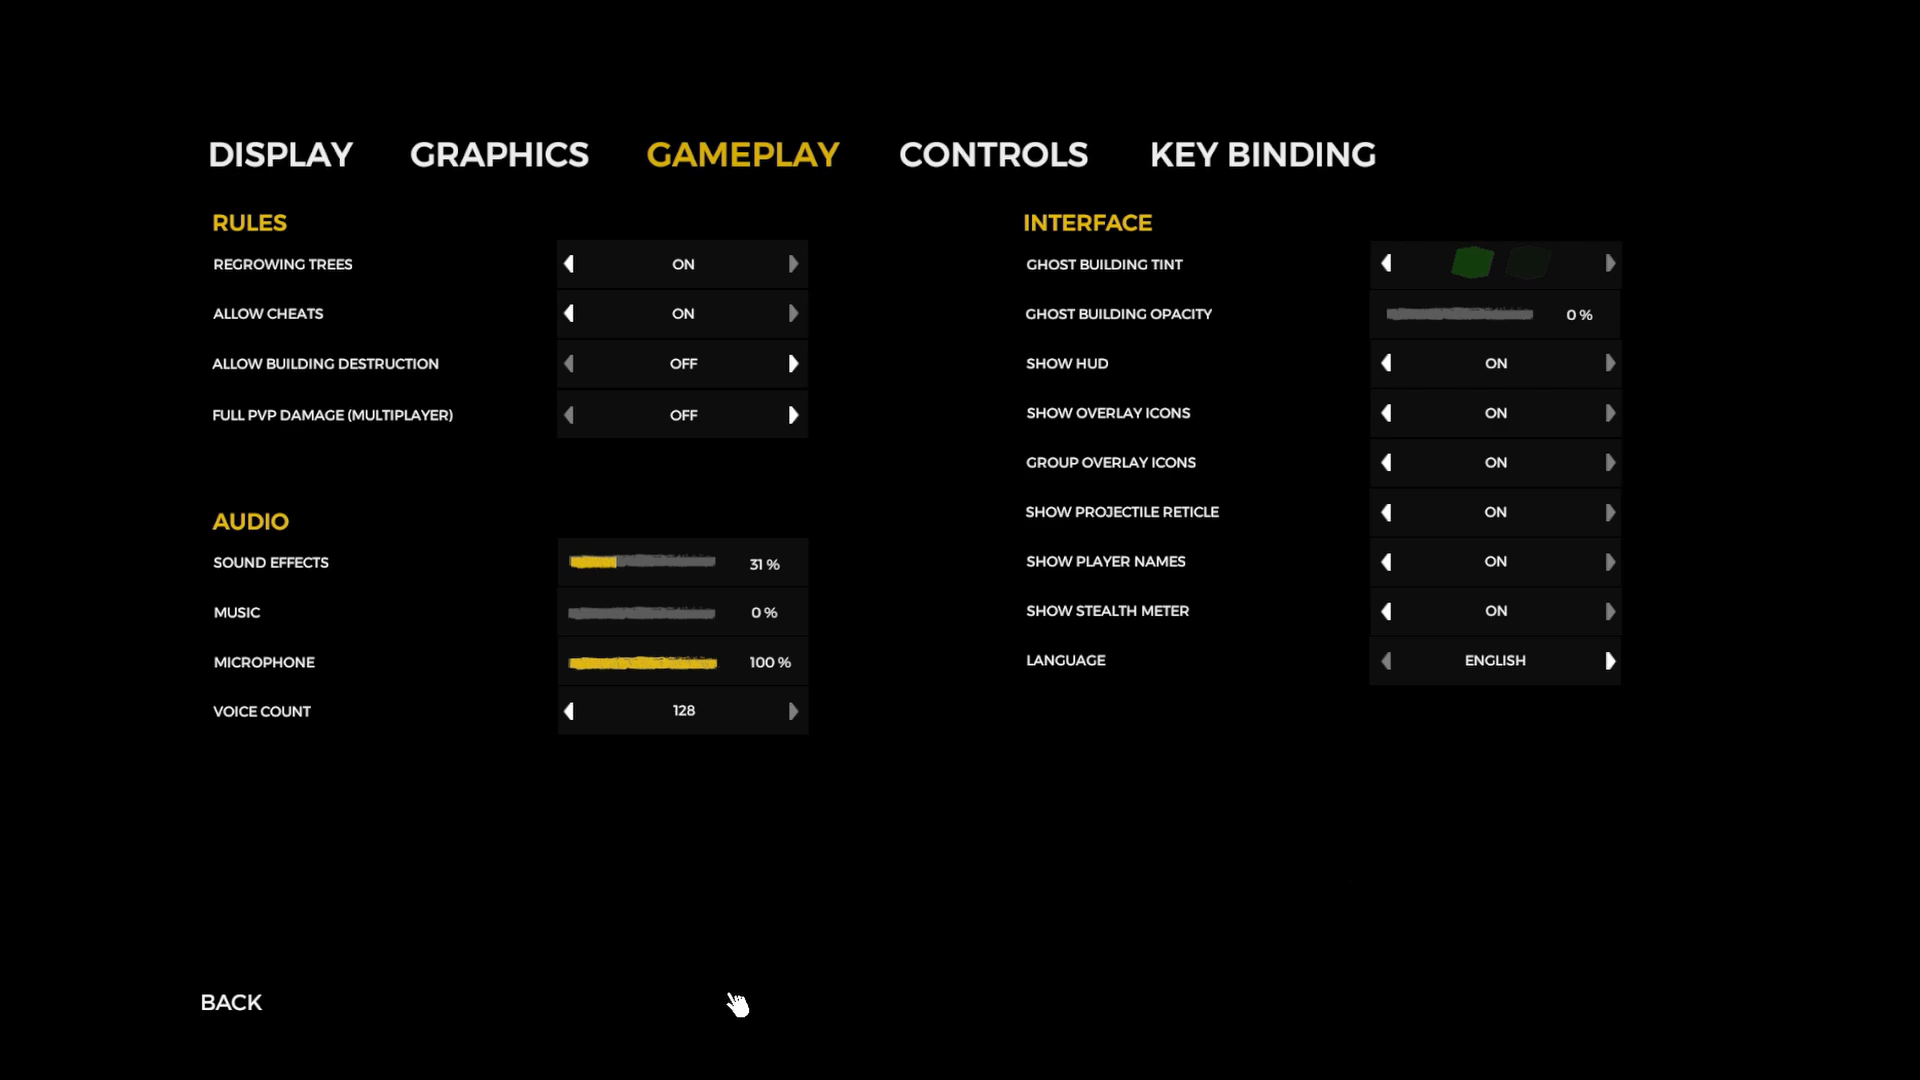 DISPLAY GRAPHICS GAMEPLAY CONTROLS KEY BINDING
RULES
REGROWING TREES ON
ALLOW CHEATS ON
ALLOW BUILDING DESTRUCTION OFF
FULL PVP DAMAGE (MULTIPLAYER) OFF
AUDIO
SOUND EFFECTS 31 %
MUSIC 0 %
MICROPHONE 100 %
VOICE COUNT 128
INTERFACE
GHOST BUILDING TINT
GHOST BUILDING OPACITY 0 %
SHOW HUD ON
SHOW OVERLAY ICONS ON
GROUP OVERLAY ICONS ON
SHOW PROJECTILE RETICLE ON
SHOW PLAYER NAMES ON
SHOW STEALTH METER ON
LANGUAGE ENGLISH
BACK